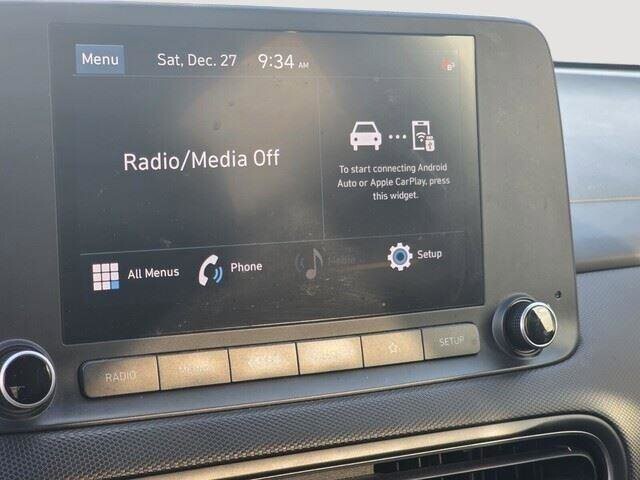 Menu Sat, Dec. 27 9:34 AM
Radio/Media Off
To start connecting Android
Auto or Apple CarPlay, press
this widget.
All Menus Phone Media Setup
RADIO MEDIA SETUP